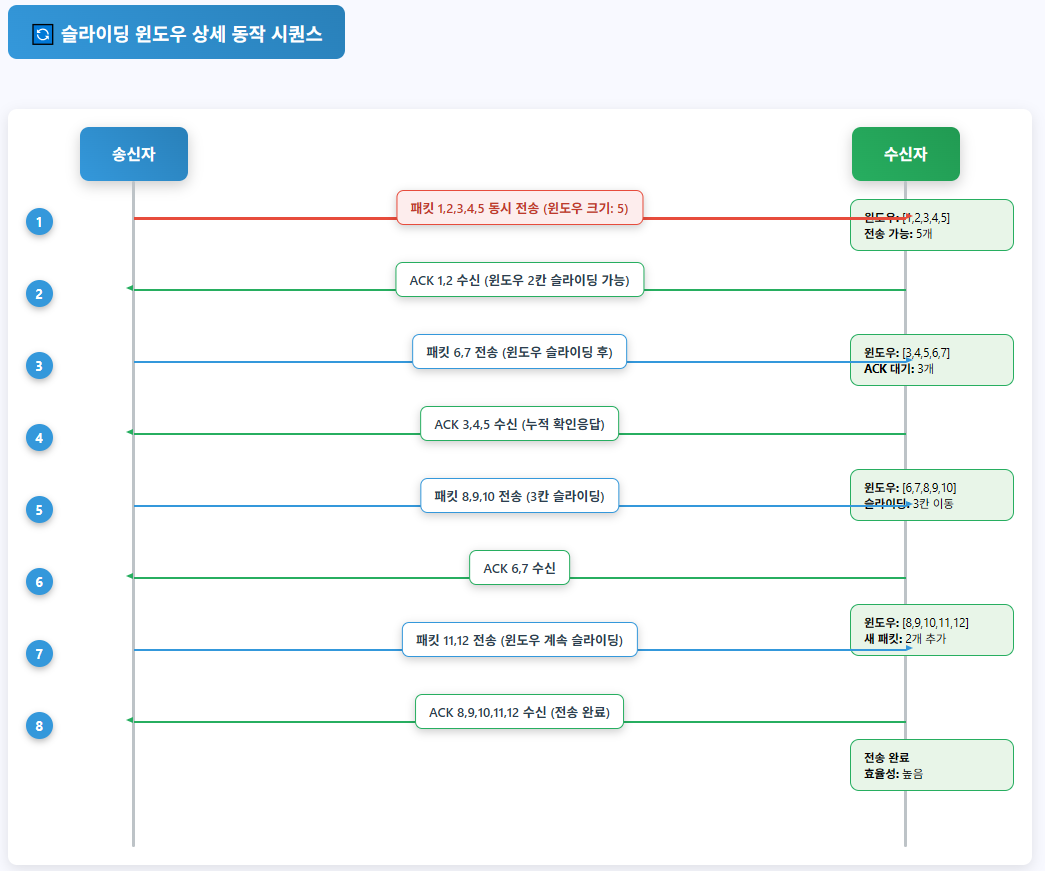 슬라이딩 윈도우 상세 동작 시퀀스
송신자
수신자
1
패킷 1,2,3,4,5 동시 전송 (윈도우 크기: 5)
윈도우: [1,2,3,4,5]
전송 가능: 5개
2
ACK 1,2 수신 (윈도우 2칸 슬라이딩 가능)
3
패킷 6,7 전송 (윈도우 슬라이딩 후)
윈도우: [3,4,5,6,7]
ACK 대기: 3개
4
ACK 3,4,5 수신 (누적 확인응답)
5
패킷 8,9,10 전송 (3칸 슬라이딩)
윈도우: [6,7,8,9,10]
슬라이딩: 3칸 이동
6
ACK 6,7 수신
7
패킷 11,12 전송 (윈도우 계속 슬라이딩)
윈도우: [8,9,10,11,12]
새 패킷: 2개 추가
8
ACK 8,9,10,11,12 수신 (전송 완료)
전송 완료
효율성: 높음